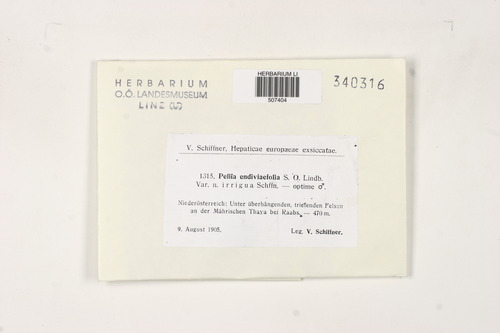 HERBARIUM
O.Ö. LANDESMUSEUM
LINZ (LI)
HERBARIUM LI
507404
340316
V. Schiffner, Hepaticae europaeae exsiccatae.
1315. Pellia endiviaefolia S. O. Lindb.
Var. n. irrigua Schffn. — optime ♂.
Niederösterreich: Unter überhängenden, triefenden Felsen
an der Mährischen Thaya bei Raabs. — 470 m.
9. August 1905.
Leg. V. Schiffner.